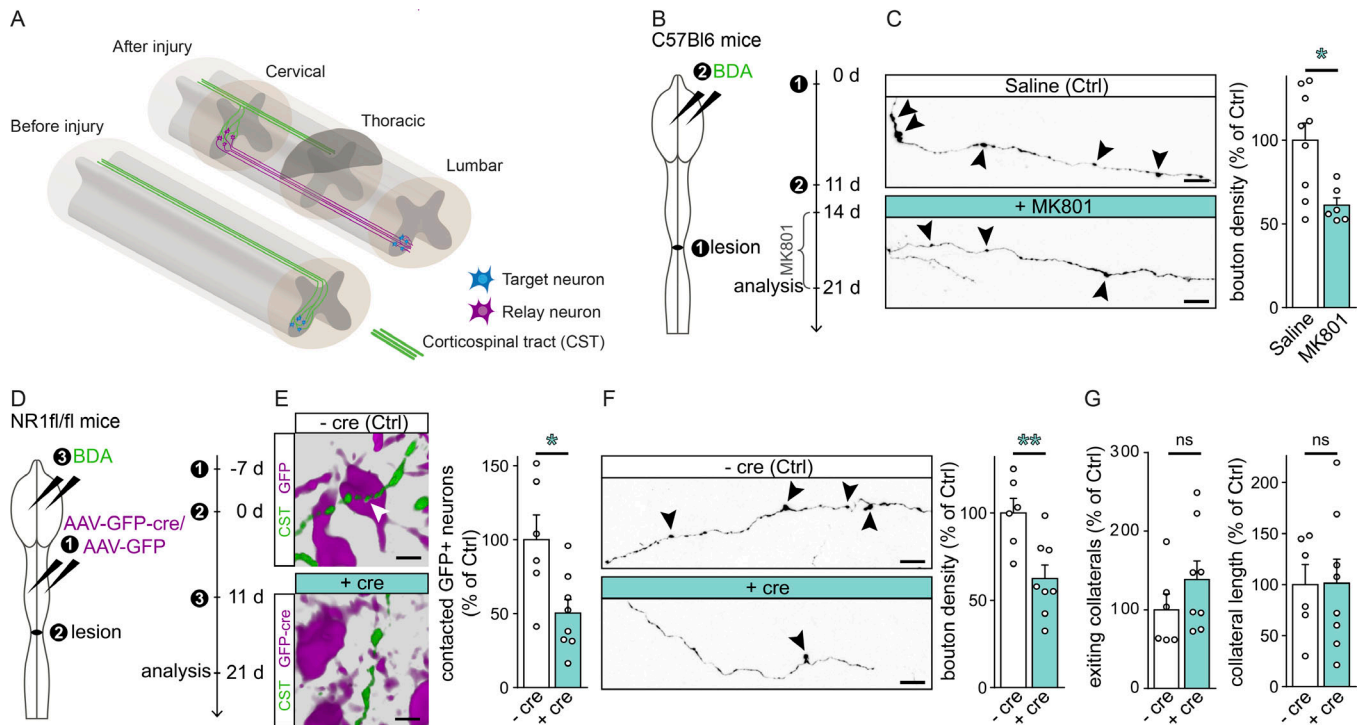 A
After injury
Cervical
Before injury
Thoracic
Lumbar
Target neuron
Relay neuron
Corticospinal tract (CST)
B
C57Bl6 mice
2 BDA
1 lesion
1
0 d
2
11 d
14 d
MK801
analysis
21 d
C
Saline (Ctrl)
+ MK801
bouton density (% of Ctrl)
*
100
50
0
Saline
MK801
D
NR1fl/fl mice
3 BDA
AAV-GFP-cre/
1 AAV-GFP
2 lesion
1
-7 d
2
0 d
3
11 d
analysis
21 d
E
- cre (Ctrl)
CST GFP
+ cre
CST GFP-cre
contacted GFP+ neurons
(% of Ctrl)
*
150
100
50
0
- cre
+ cre
F
- cre (Ctrl)
+ cre
bouton density (% of Ctrl)
**
100
50
0
- cre
+ cre
G
exiting collaterals (% of Ctrl)
ns
300
200
100
0
- cre
+ cre
collateral length (% of Ctrl)
ns
200
150
100
50
0
- cre
+ cre